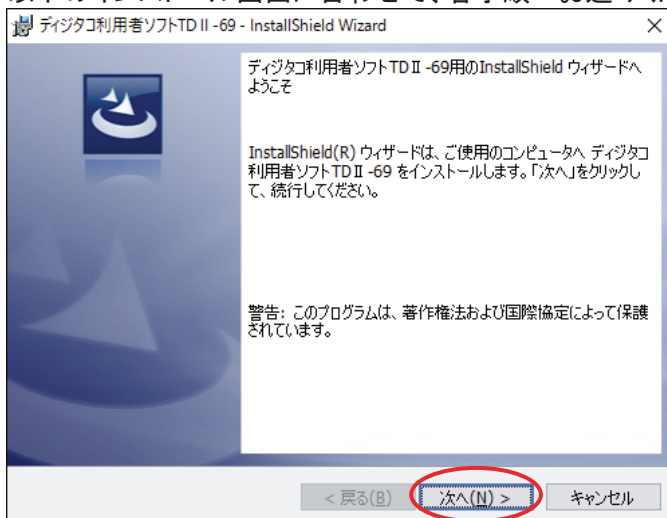 ディジタコ利用者ソフトTDⅡ-69 - InstallShield Wizard
ディジタコ利用者ソフトTDⅡ-69用のInstallShield ウィザードへ
ようこそ
InstallShield(R) ウィザードは、ご使用のコンピュータへ ディジタコ
利用者ソフトTDⅡ-69 をインストールします。「次へ」をクリックし
て、続行してください。
警告: このプログラムは、著作権法および国際協定によって保護
されています。
< 戻る(B)
次へ(N) >
キャンセル